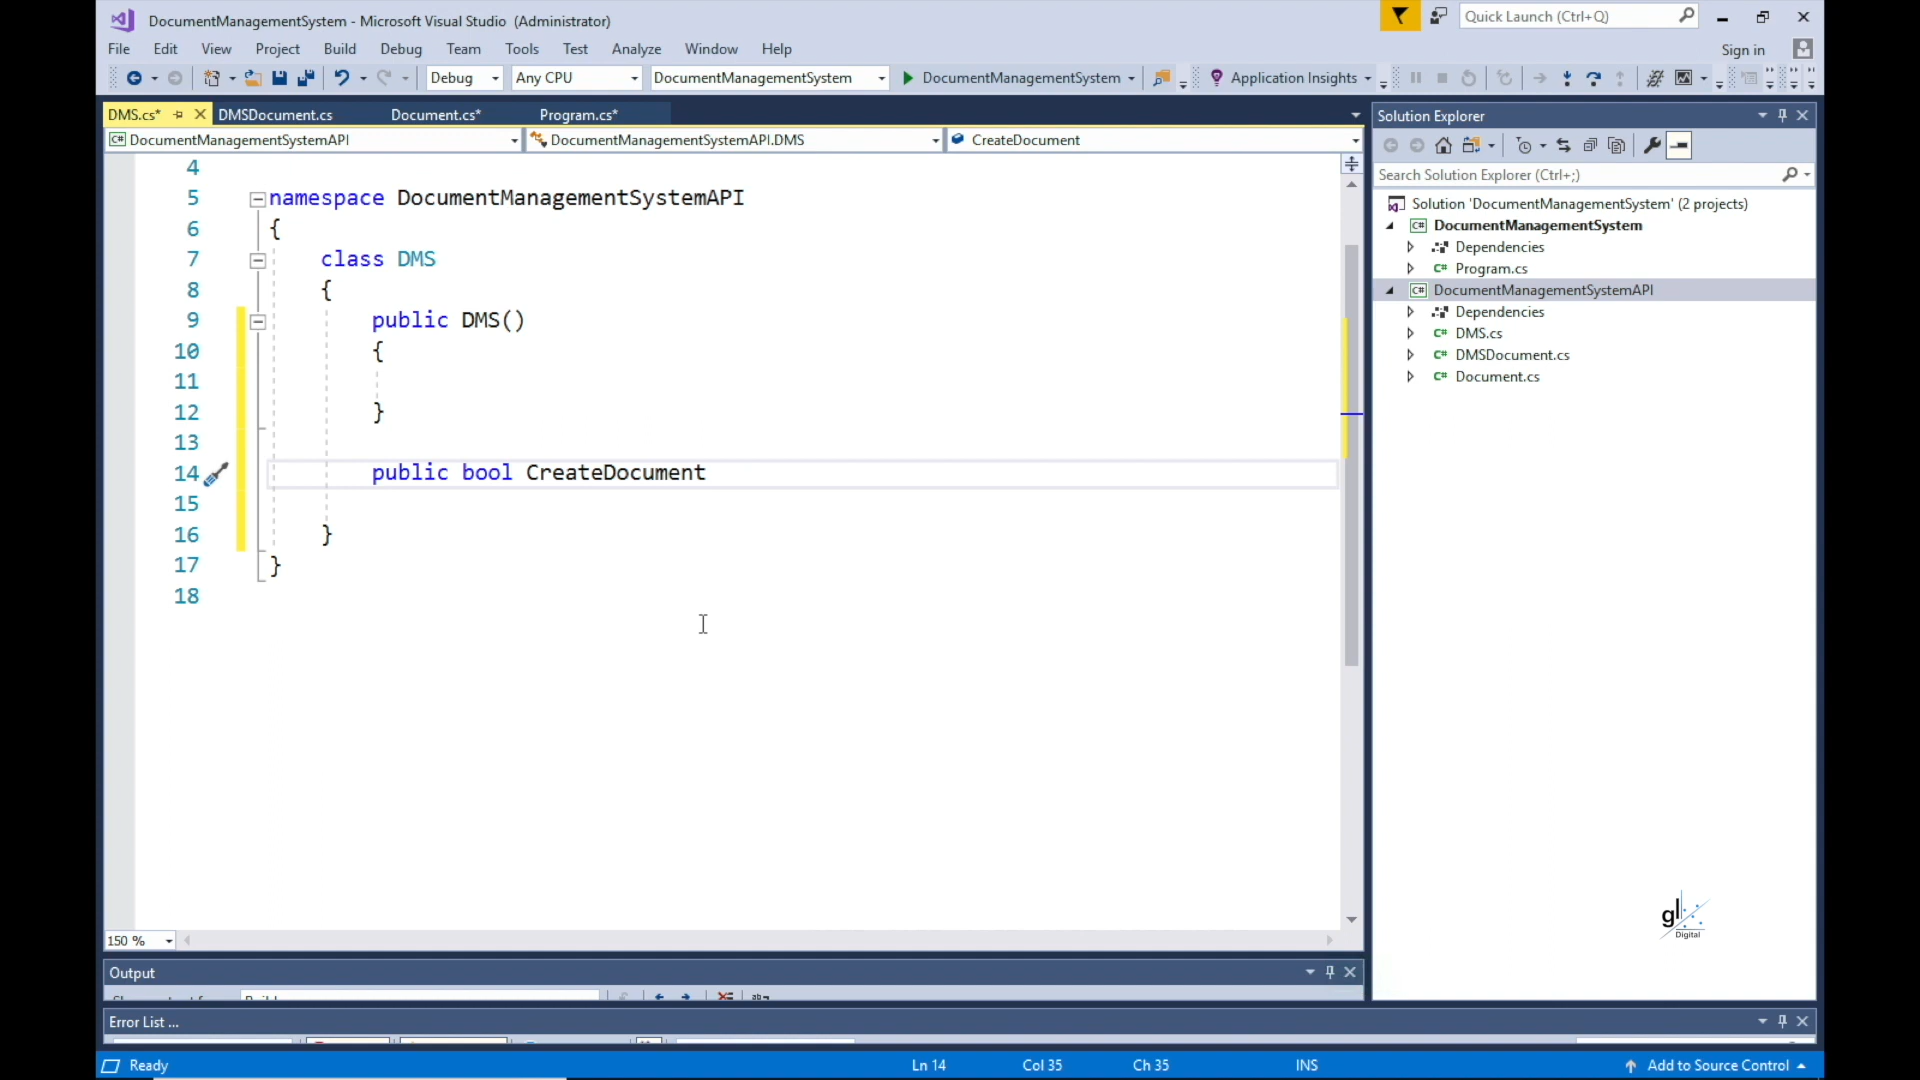 DocumentManagementSystem - Microsoft Visual Studio (Administrator)
Quick Launch (Ctrl+Q)
File Edit View Project Build Debug Team Tools Test Analyze Window Help
Sign in
Debug Any CPU DocumentManagementSystem DocumentManagementSystem Application Insights
DMS.cs* DMSDocument.cs Document.cs* Program.cs*
DocumentManagementSystemAPI DocumentManagementSystemAPI.DMS CreateDocument
4
5 namespace DocumentManagementSystemAPI
6 {
7 class DMS
8 {
9 public DMS()
10 {
11
12 }
13
14 public bool CreateDocument
15
16 }
17 }
18
150 %
Solution Explorer
Search Solution Explorer (Ctrl+;)
Solution 'DocumentManagementSystem' (2 projects)
C# DocumentManagementSystem
Dependencies
C# Program.cs
C# DocumentManagementSystemAPI
Dependencies
C# DMS.cs
C# DMSDocument.cs
C# Document.cs
gl
Digital
Output
Error List ...
Ready Ln 14 Col 35 Ch 35 INS Add to Source Control